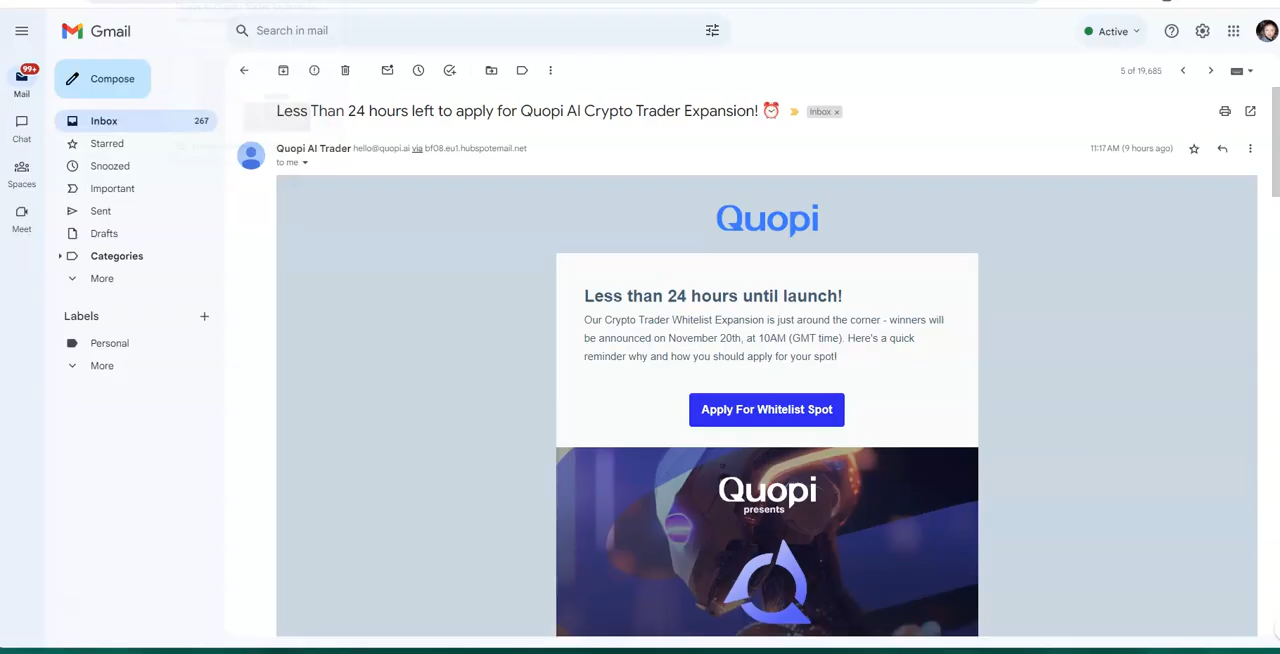 Gmail
Search in mail
Active
99+
Mail
Compose
5 of 19,685
Less Than 24 hours left to apply for Quopi AI Crypto Trader Expansion! ⏰
Inbox ×
Inbox 267
Chat
Starred
Quopi AI Trader hello@quopi.ai via bf08.eu1.hubspotemail.net
11:17 AM (9 hours ago)
to me
Snoozed
Spaces
Important
Sent
Meet
Drafts
Categories
More
Labels
Personal
More
Quopi
Less than 24 hours until launch!
Our Crypto Trader Whitelist Expansion is just around the corner - winners will
be announced on November 20th, at 10AM (GMT time). Here's a quick
reminder why and how you should apply for your spot!
Apply For Whitelist Spot
Quopi
presents